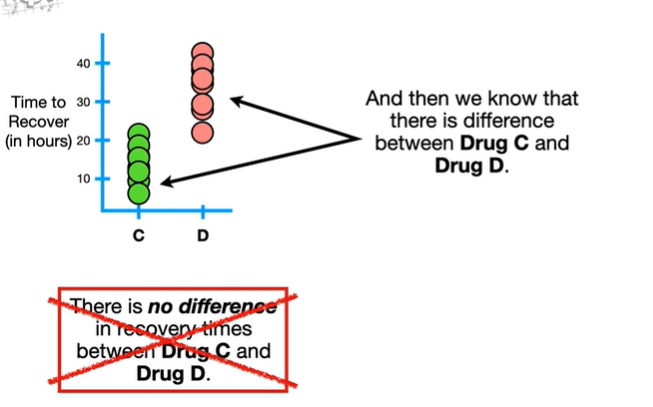 40
Time to 30
Recover
(in hours) 20
10
C D
And then we know that
there is difference
between Drug C and
Drug D.
There is no difference
in recovery times
between Drug C and
Drug D.